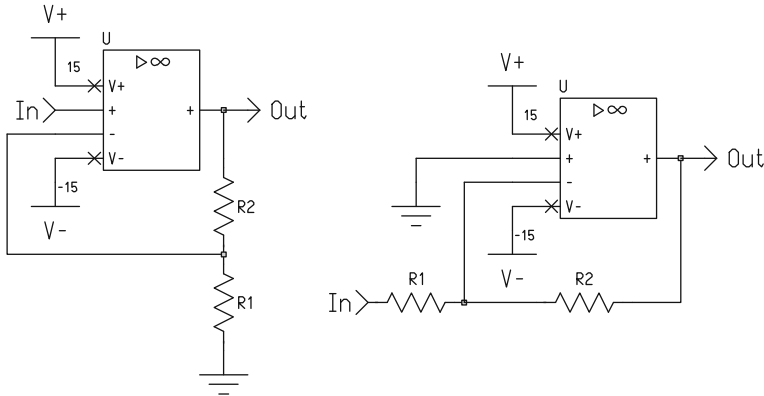 V+
U
15
▷∞
V+
In
+
+
Out
-
V-
-15
V-
R2
R1
V+
U
15
▷∞
V+
+
+
Out
-
V-
-15
V-
In
R1
R2